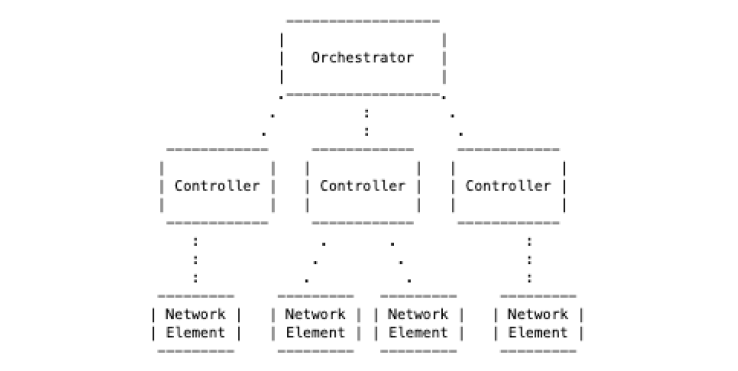 Orchestrator
Controller Controller Controller
Network Network Network Network
Element Element Element Element